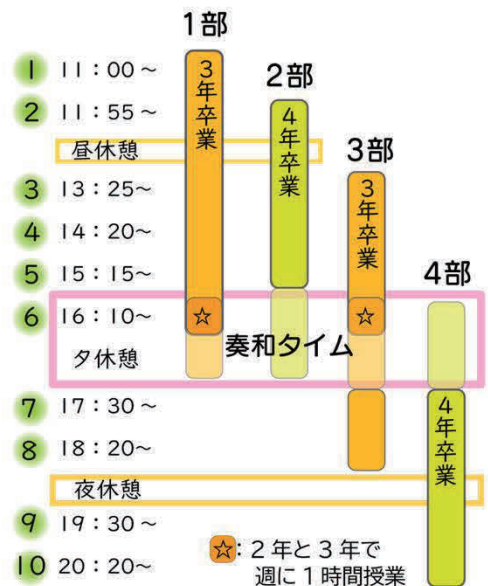 1部
2部
3部
4部
1 11:00～
2 11:55～
昼休憩
3 13:25～
4 14:20～
5 15:15～
6 16:10～
夕休憩
7 17:30～
8 18:20～
夜休憩
9 19:30～
10 20:20～
3年卒業
4年卒業
3年卒業
4年卒業
☆
☆
奏和タイム
☆:2年と3年で
週に1時間授業